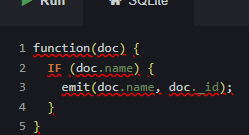 Run SQLite
1 function(doc) {
2 IF (doc.name) {
3 emit(doc.name, doc._id);
4 }
5 }